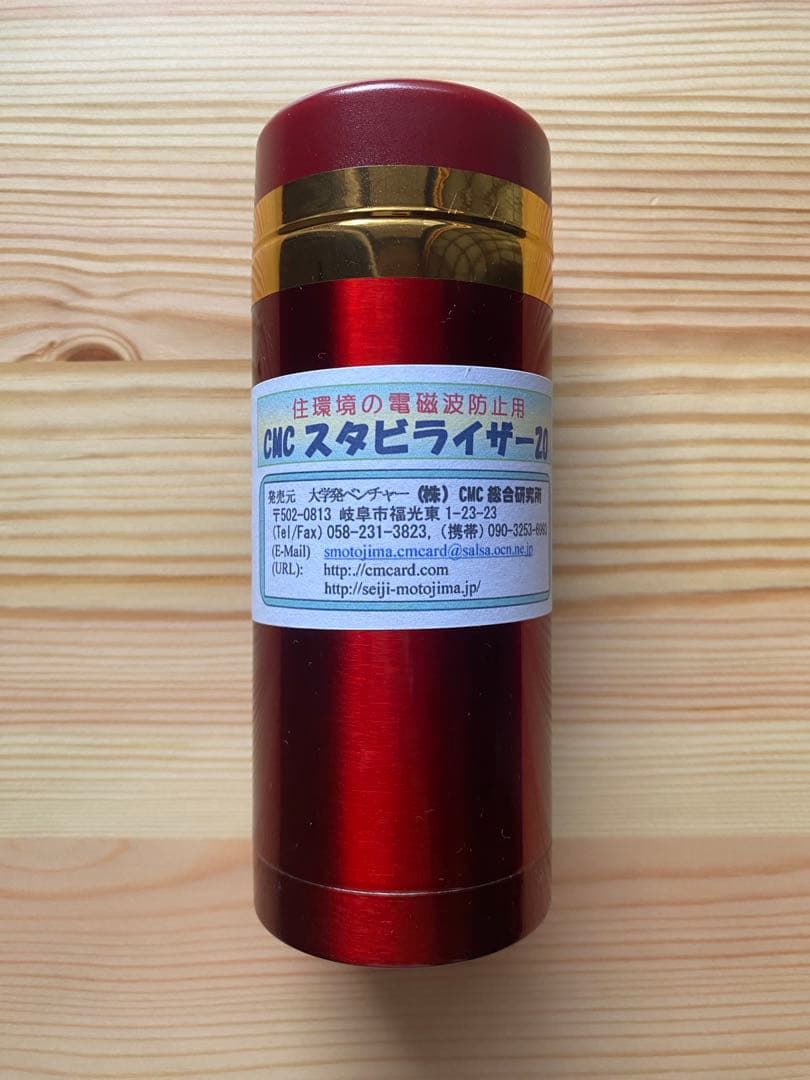 住環境の電磁波防止用
CMC スタビライザー20
発売元 大学発ベンチャー (株) CMC 総合研究所
〒502-0813 岐阜市福光東 1-23-23
(Tel/Fax) 058-231-3823, (携帯)
(E-Mail) smotojima.cmcard@salsa.ocn.ne.jp
(URL): http://cmcard.com
http://seiji-motojima.jp/